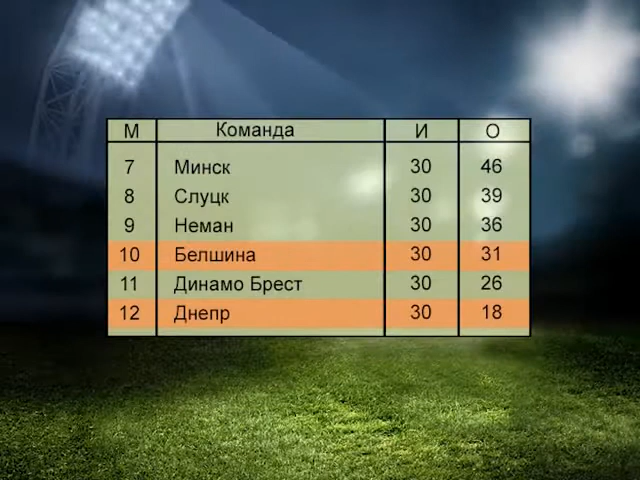 М Команда И О
7 Минск 30 46
8 Слуцк 30 39
9 Неман 30 36
10 Белшина 30 31
11 Динамо Брест 30 26
12 Днепр 30 18